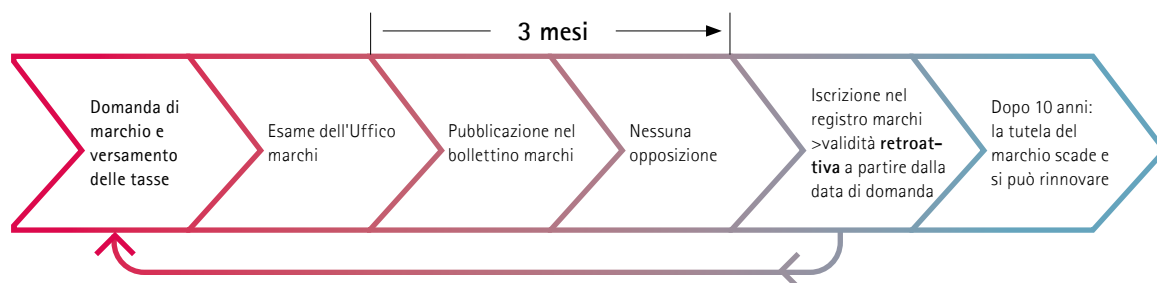 3 mesi
Domanda di
marchio e
versamento
delle tasse
Esame dell'Uffico
marchi
Pubblicazione nel
bollettino marchi
Nessuna
opposizione
Iscrizione nel
registro marchi
>validità retroat-
tiva a partire dalla
data di domanda
Dopo 10 anni:
la tutela del
marchio scade e
si può rinnovare